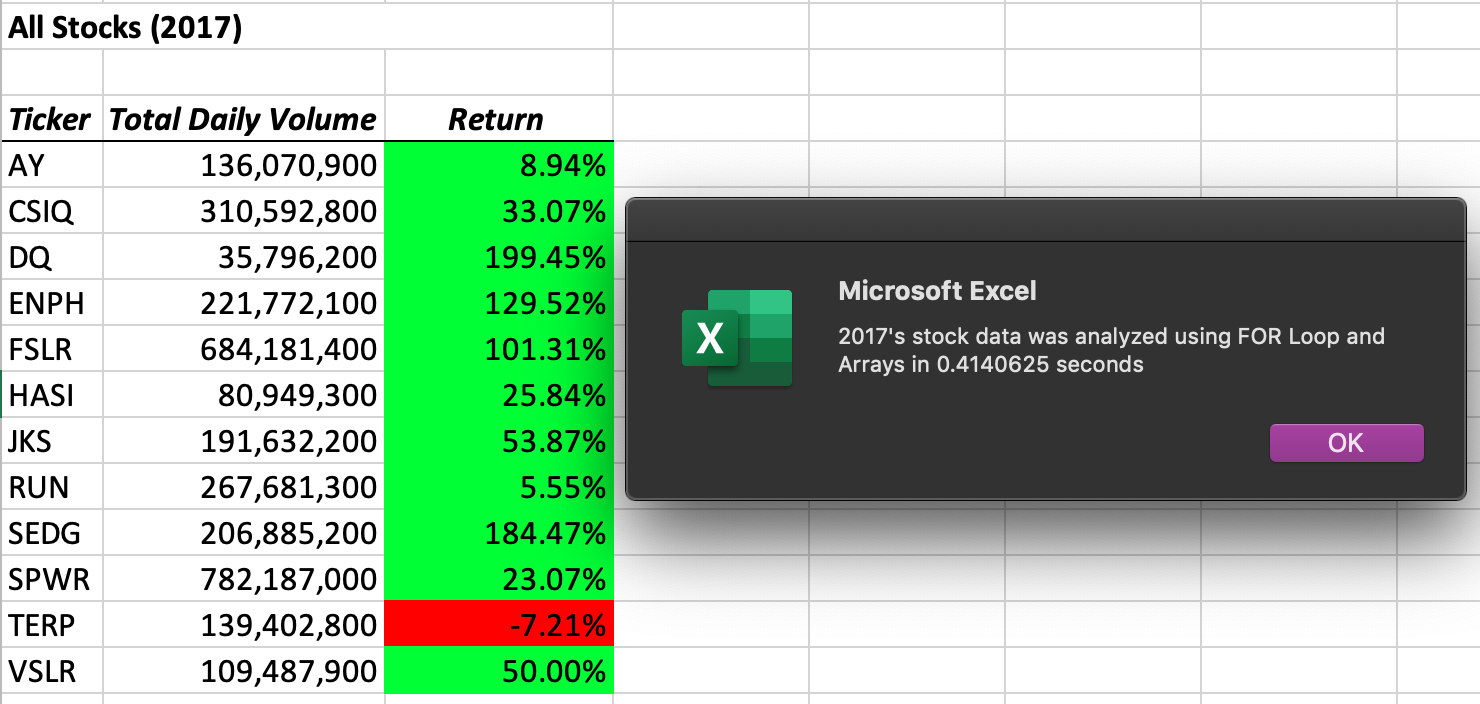 All Stocks (2017)
Ticker Total Daily Volume Return
AY 136,070,900 8.94%
CSIQ 310,592,800 33.07%
DQ 35,796,200 199.45%
ENPH 221,772,100 129.52%
FSLR 684,181,400 101.31%
HASI 80,949,300 25.84%
JKS 191,632,200 53.87%
RUN 267,681,300 5.55%
SEDG 206,885,200 184.47%
SPWR 782,187,000 23.07%
TERP 139,402,800 -7.21%
VSLR 109,487,900 50.00%
X
Microsoft Excel
2017's stock data was analyzed using FOR Loop and
Arrays in 0.4140625 seconds
OK